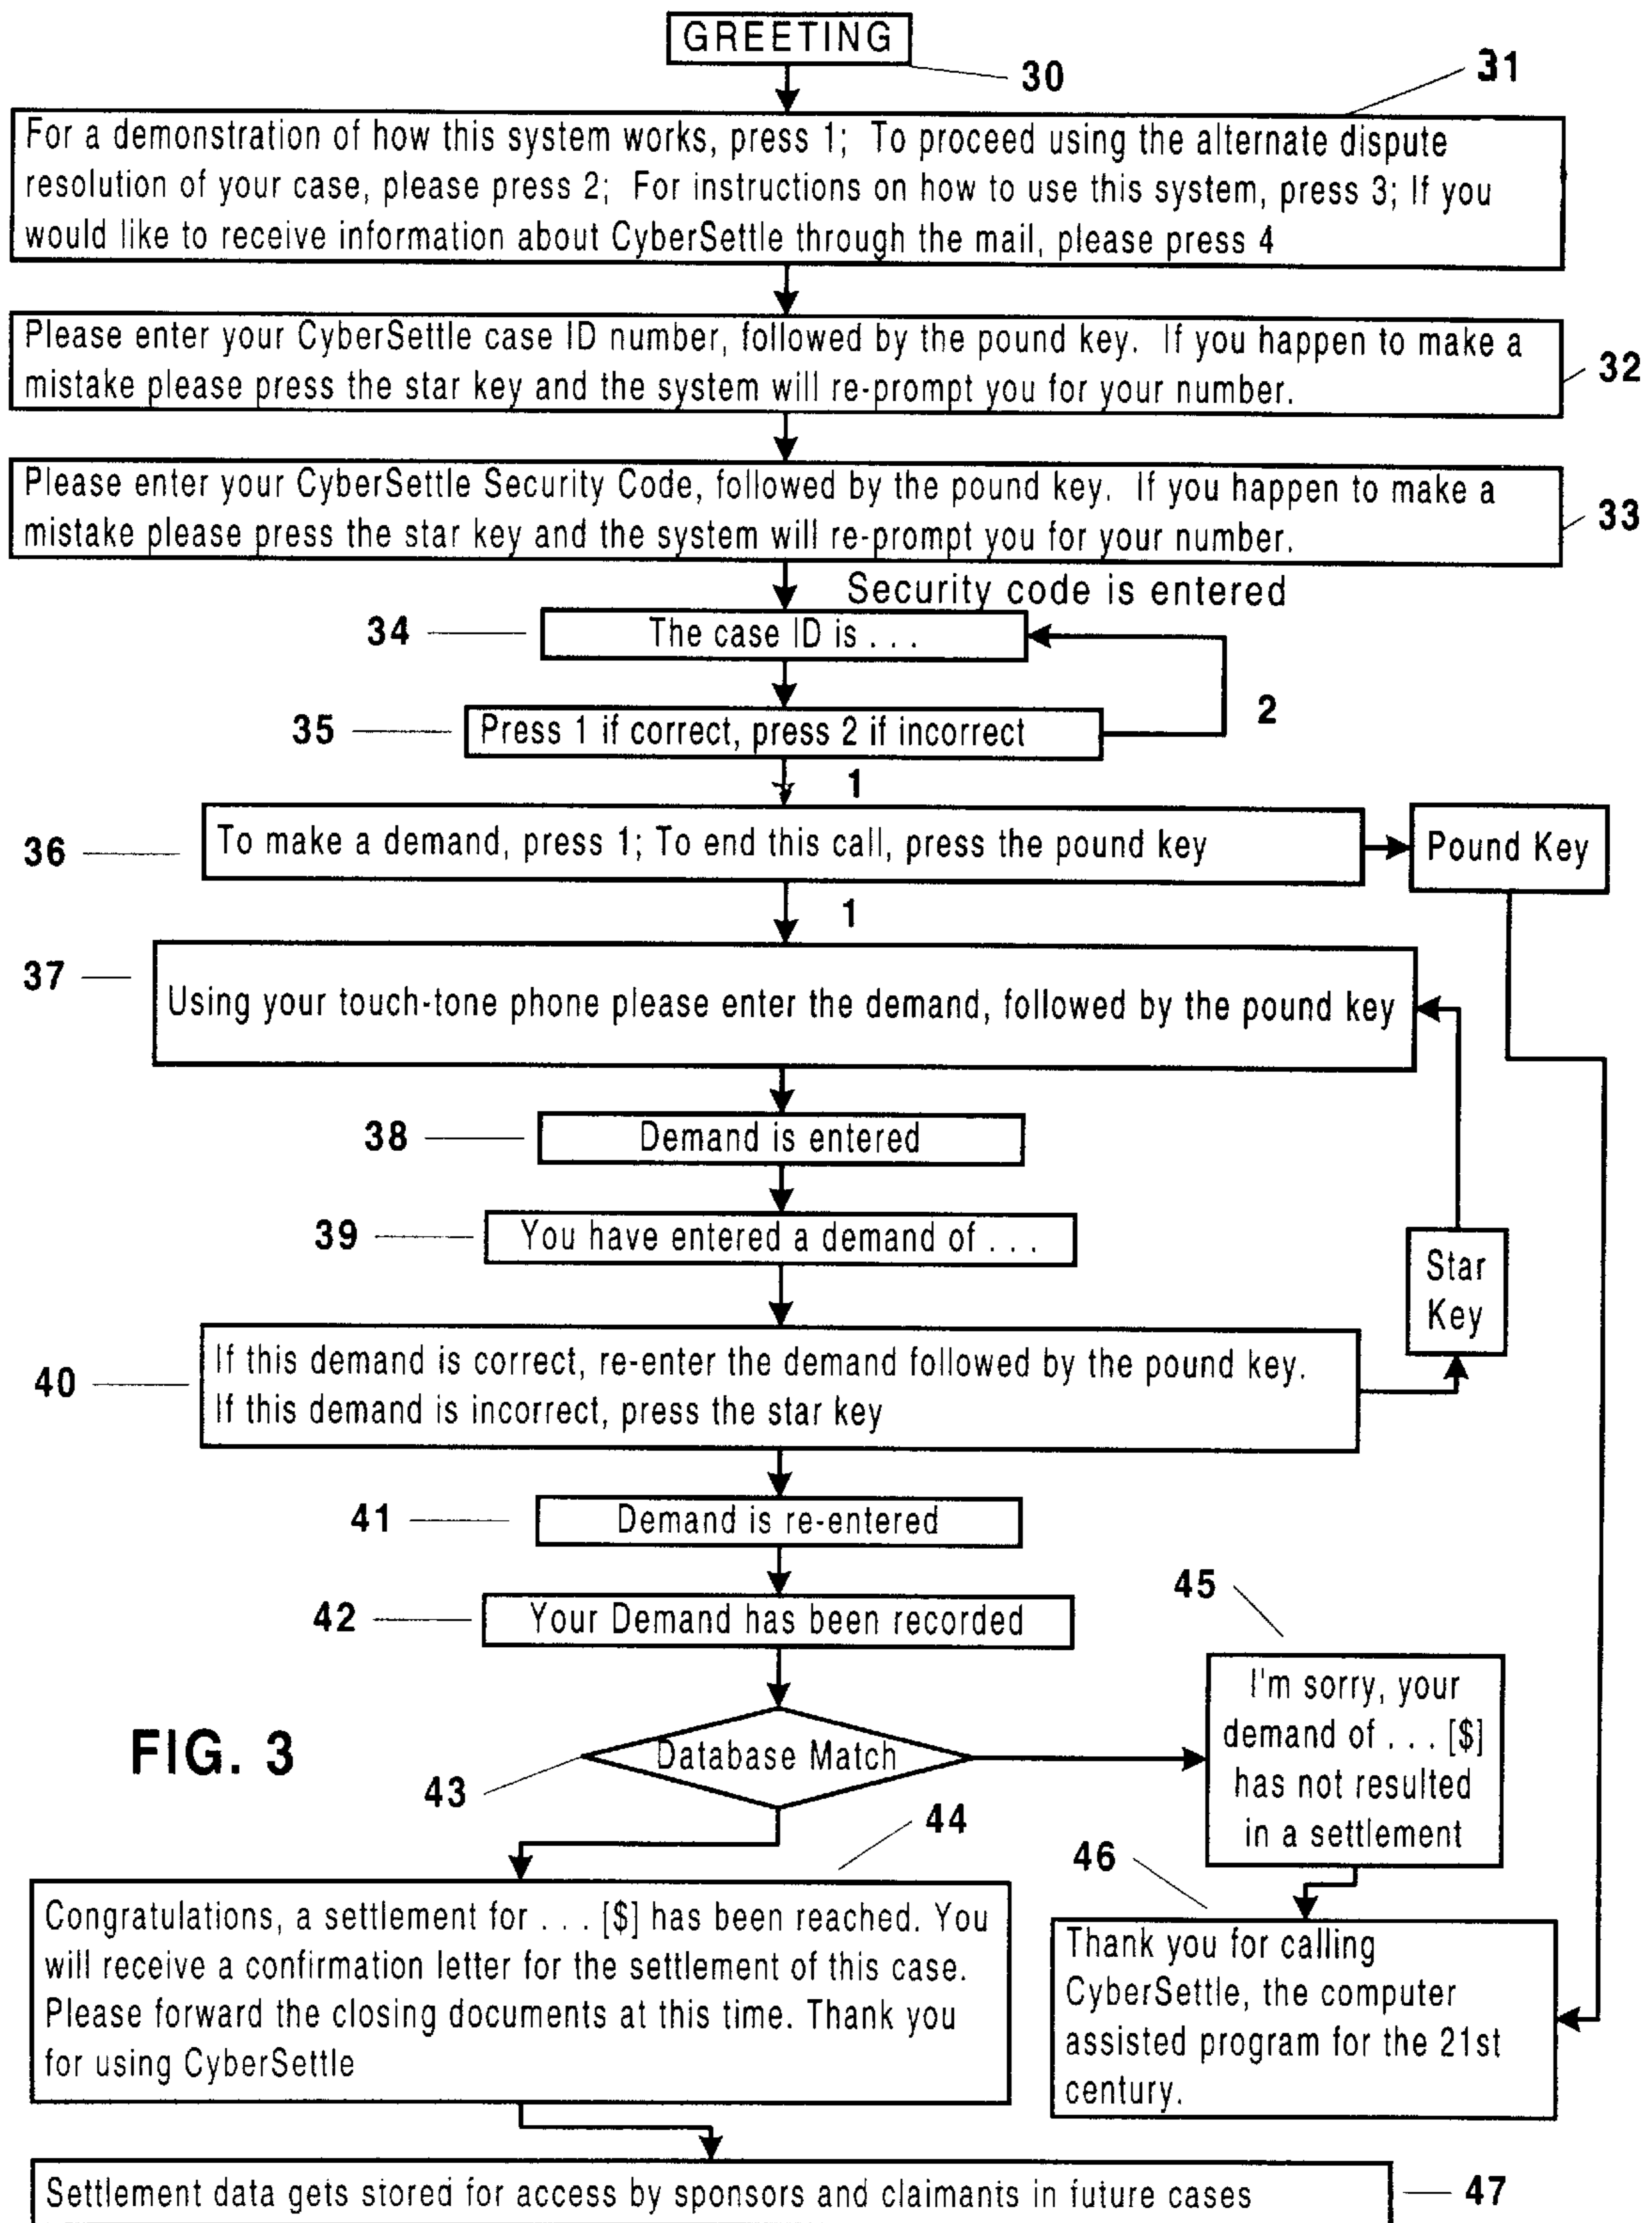 GREETING
30
31
For a demonstration of how this system works, press 1; To proceed using the alternate dispute
resolution of your case, please press 2; For instructions on how to use this system, press 3; If you
would like to receive information about CyberSettle through the mail, please press 4
Please enter your CyberSettle case ID number, followed by the pound key. If you happen to make a
mistake please press the star key and the system will re-prompt you for your number.
32
Please enter your CyberSettle Security Code, followed by the pound key. If you happen to make a
mistake please press the star key and the system will re-prompt you for your number.
33
Security code is entered
34
The case ID is . . .
35
Press 1 if correct, press 2 if incorrect
2
1
36
To make a demand, press 1; To end this call, press the pound key
Pound Key
1
37
Using your touch-tone phone please enter the demand, followed by the pound key
38
Demand is entered
39
You have entered a demand of . . .
Star
Key
40
If this demand is correct, re-enter the demand followed by the pound key.
If this demand is incorrect, press the star key
41
Demand is re-entered
42
Your Demand has been recorded
45
I'm sorry, your
demand of . . . [$]
has not resulted
in a settlement
FIG. 3
43
Database Match
44
46
Congratulations, a settlement for . . . [$] has been reached. You
will receive a confirmation letter for the settlement of this case.
Please forward the closing documents at this time. Thank you
for using CyberSettle
Thank you for calling
CyberSettle, the computer
assisted program for the 21st
century.
Settlement data gets stored for access by sponsors and claimants in future cases
47